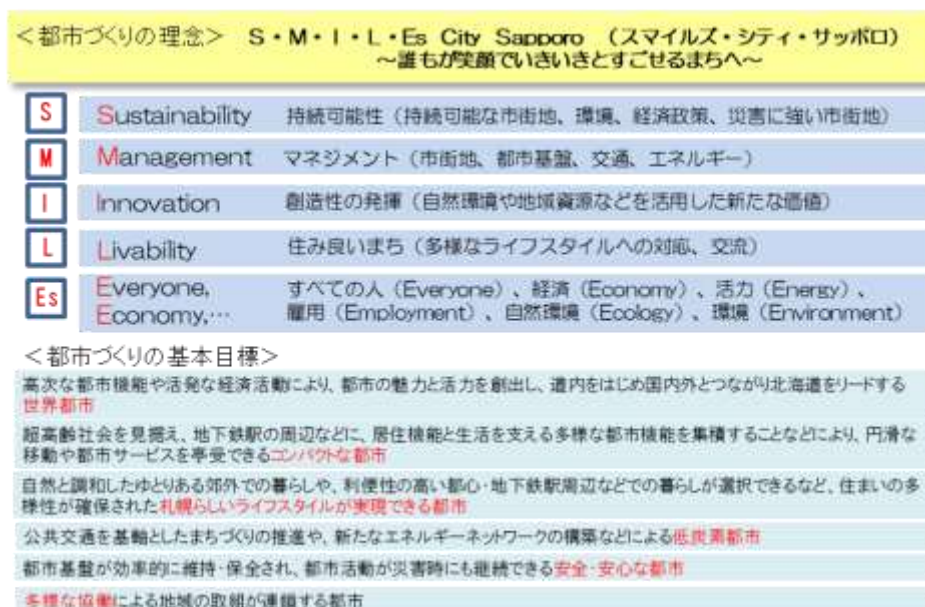 ＜都市づくりの理念＞ S・M・I・L・Es City Sapporo （スマイルズ・シティ・サッポロ）
～誰もが笑顔でいきいきとすごせるまちへ～
S Sustainability 持続可能性（持続可能な市街地、環境、経済政策、災害に強い市街地）
M Management マネジメント（市街地、都市基盤、交通、エネルギー）
I Innovation 創造性の発揮（自然環境や地域資源などを活用した新たな価値）
L Livability 住み良いまち（多様なライフスタイルへの対応、交流）
Es Everyone, Economy,… すべての人（Everyone）、経済（Economy）、活力（Energy）、
雇用（Employment）、自然環境（Ecology）、環境（Environment）
＜都市づくりの基本目標＞
高次な都市機能や活発な経済活動により、都市の魅力と活力を創出し、道内をはじめ国内外とつながり北海道をリードする
世界都市
超高齢社会を見据え、地下鉄駅の周辺などに、居住機能と生活を支える多様な都市機能を集積することなどにより、円滑な
移動や都市サービスを享受できるコンパクトな都市
自然と調和したゆとりある郊外での暮らしや、利便性の高い都心・地下鉄駅周辺などでの暮らしが選択できるなど、住まいの多
様性が確保された札幌らしいライフスタイルが実現できる都市
公共交通を基軸としたまちづくりの推進や、新たなエネルギーネットワークの構築などによる低炭素都市
都市基盤が効率的に維持・保全され、都市活動が災害時にも継続できる安全・安心な都市
多様な協働による地域の取組が連鎖する都市